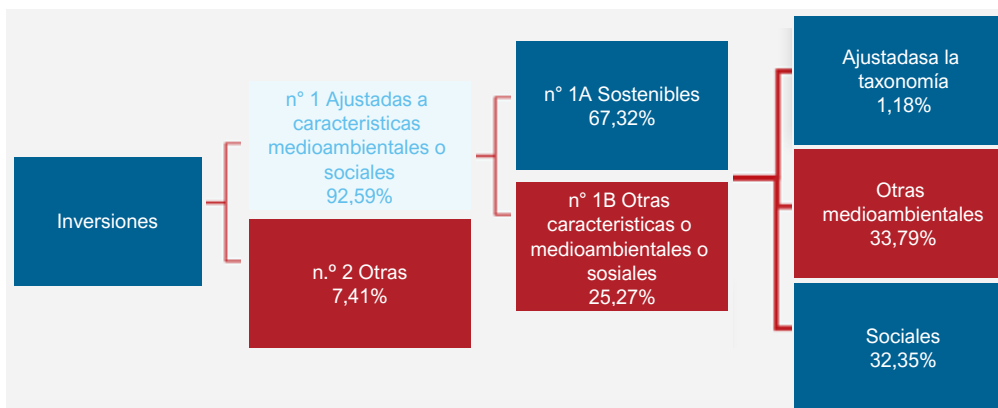 Inversiones
n° 1 Ajustadas a
caracteristicas
medioambientales o
sociales
92,59%
n.º 2 Otras
7,41%
n° 1A Sostenibles
67,32%
n° 1B Otras
caracteristicas o
medioambientales o
sosiales
25,27%
Ajustadasa la
taxonomía
1,18%
Otras
medioambientales
33,79%
Sociales
32,35%